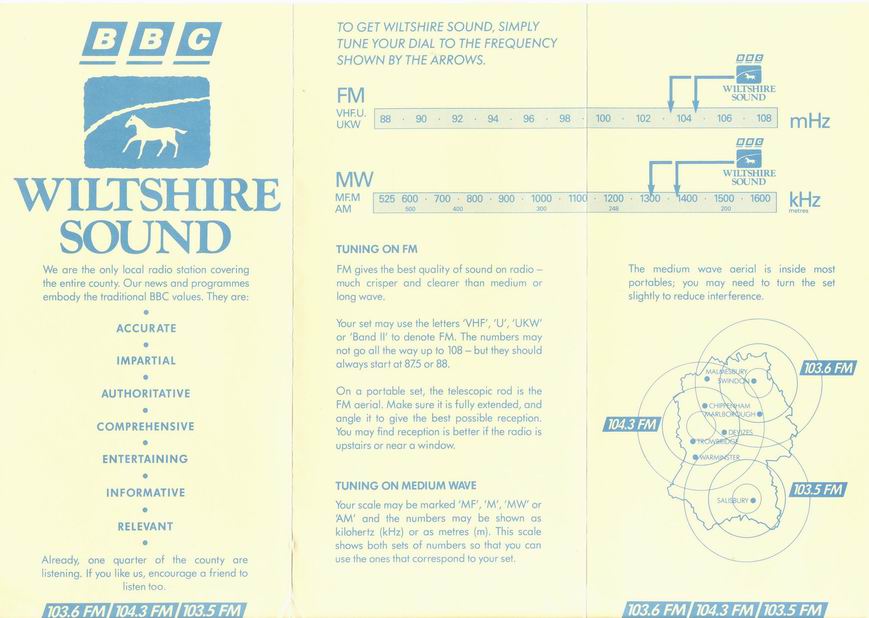 BBC
WILTSHIRE
SOUND
We are the only local radio station covering
the entire county. Our news and programmes
embody the traditional BBC values. They are:
•
ACCURATE
•
IMPARTIAL
•
AUTHORITATIVE
•
COMPREHENSIVE
•
ENTERTAINING
•
INFORMATIVE
•
RELEVANT
•
Already, one quarter of the county are
listening. If you like us, encourage a friend to
listen too.
103.6 FM/104.3 FM/103.5 FM
TO GET WILTSHIRE SOUND, SIMPLY
TUNE YOUR DIAL TO THE FREQUENCY
SHOWN BY THE ARROWS.
BBC
WILTSHIRE
SOUND
FM
VHF.U.
UKW
88 · 90 · 92 · 94 · 96 · 98 · 100 · 102 · 104 · 106 · 108
mHz
BBC
WILTSHIRE
SOUND
MW
MF.M
AM
525 600 · 700 · 800 · 900 · 1000 · 1100 · 1200 · 1300 · 1400 · 1500 · 1600
500 400 300 248 200
kHz
metres
TUNING ON FM
FM gives the best quality of sound on radio –
much crisper and clearer than medium or
long wave.
Your set may use the letters 'VHF', 'U', 'UKW'
or 'Band II' to denote FM. The numbers may
not go all the way up to 108 – but they should
always start at 87.5 or 88.
On a portable set, the telescopic rod is the
FM aerial. Make sure it is fully extended, and
angle it to give the best possible reception.
You may find reception is better if the radio is
upstairs or near a window.
TUNING ON MEDIUM WAVE
Your scale may be marked 'MF', 'M', 'MW' or
'AM' and the numbers may be shown as
kilohertz (kHz) or as metres (m). This scale
shows both sets of numbers so that you can
use the ones that correspond to your set.
The medium wave aerial is inside most
portables; you may need to turn the set
slightly to reduce interference.
103.6 FM
MALMESBURY
SWINDON
CHIPPENHAM
MARLBOROUGH
104.3 FM
DEVIZES
TROWBRIDGE
WARMINSTER
103.5 FM
SALISBURY
103.6 FM/104.3 FM/103.5 FM